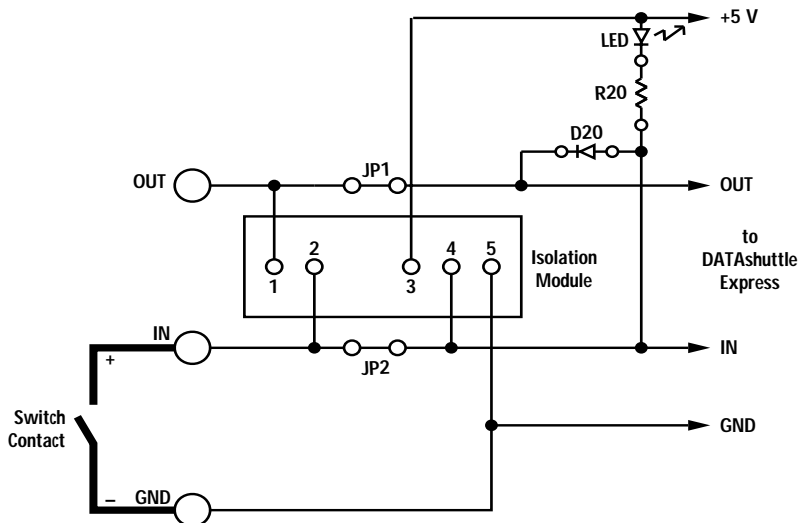 +5 V
LED
R20
D20
JP1
OUT
OUT
to
DATAshuttle
Express
2
4
5
1
3
Isolation
Module
IN
IN
+
JP2
Switch
Contact
GND
–
GND